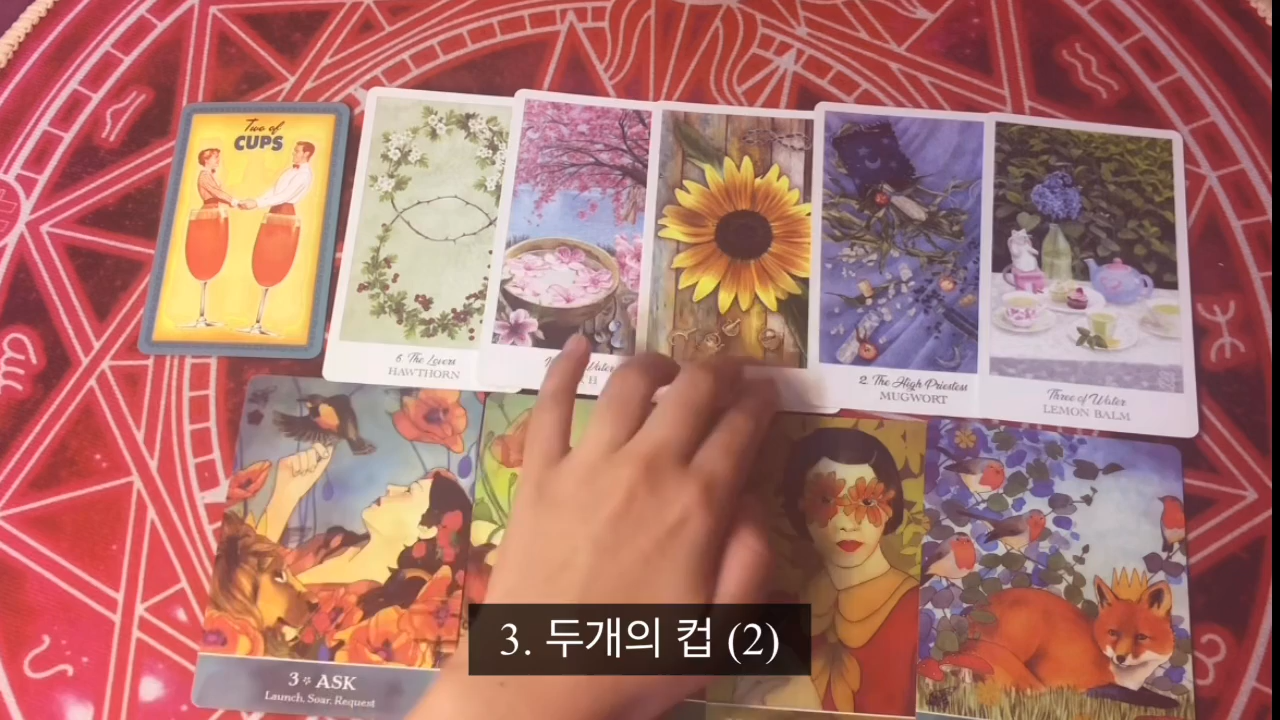 Two of
CUPS
6. The Lovers
HAWTHORN
Water
2. The High Priestess
MUGWORT
Three of Water
LEMON BALM
3 ASK
Launch, Soar, Request
3. 두개의 컵 (2)